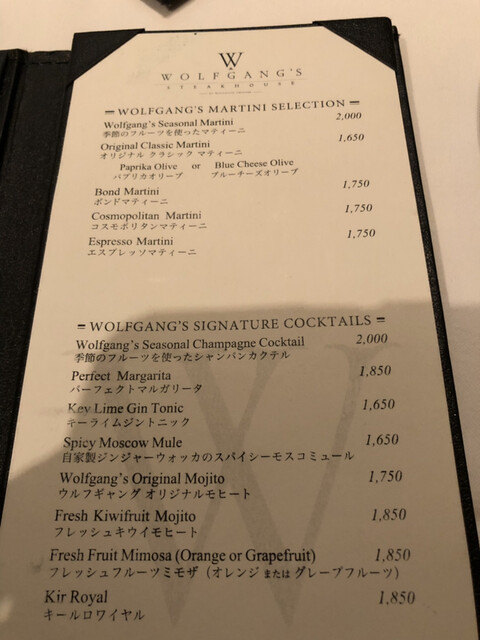 W
WOLFGANG'S
STEAKHOUSE
WOLFGANG'S MARTINI SELECTION
Wolfgang's Seasonal Martini 2,000
季節のフルーツを使ったマティーニ
Original Classic Martini 1,650
オリジナル クラシック マティーニ
Paprika Olive or Blue Cheese Olive
パプリカオリーブ ブルーチーズオリーブ
Bond Martini 1,750
ボンドマティーニ
Cosmopolitan Martini 1,750
コスモポリタンマティーニ
Espresso Martini 1,750
エスプレッソマティーニ
WOLFGANG'S SIGNATURE COCKTAILS
Wolfgang's Seasonal Champagne Cocktail 2,000
季節のフルーツを使ったシャンパンカクテル
Perfect Margarita 1,850
パーフェクトマルガリータ
Key Lime Gin Tonic 1,650
キーライムジントニック
Spicy Moscow Mule 1,650
自家製ジンジャーウォッカのスパイシーモスコミュール
Wolfgang's Original Mojito 1,750
ウルフギャング オリジナルモヒート
Fresh Kiwifruit Mojito 1,850
フレッシュキウイモヒート
Fresh Fruit Mimosa (Orange or Grapefruit) 1,850
フレッシュフルーツミモザ（オレンジ または グレープフルーツ）
Kir Royal 1,850
キールロワイヤル